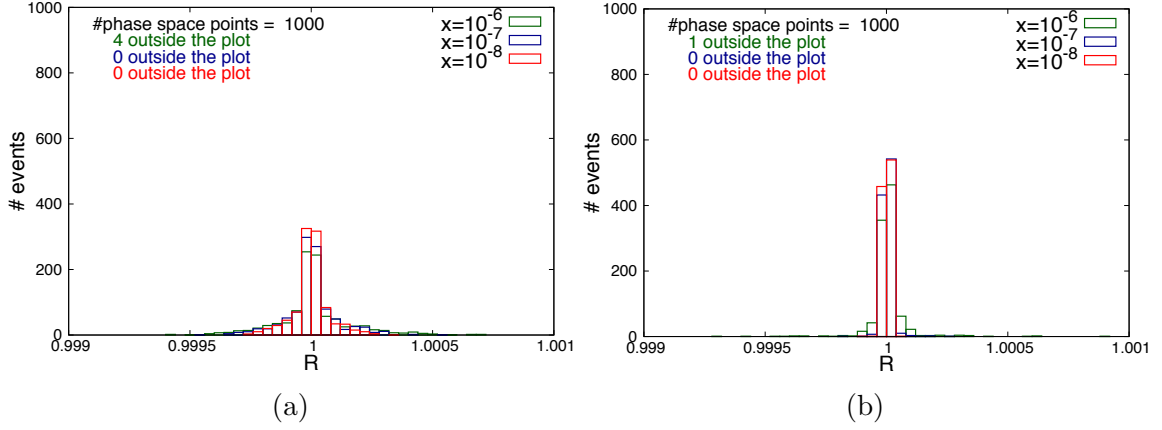 #phase space points = 1000
4 outside the plot
0 outside the plot
0 outside the plot
x=10^-6
x=10^-7
x=10^-8
# events
1000
800
600
400
200
0
0.999
0.9995
1
1.0005
1.001
R
(a)
#phase space points = 1000
1 outside the plot
0 outside the plot
0 outside the plot
x=10^-6
x=10^-7
x=10^-8
# events
1000
800
600
400
200
0
0.999
0.9995
1
1.0005
1.001
R
(b)